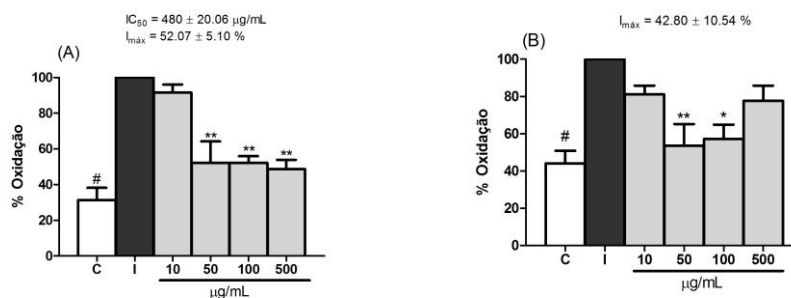 IC50 = 480 ± 20.06 µg/mL
Imáx = 52.07 ± 5.10 %
(A)
% Oxidação
100
80
60
40
20
0
#
**
**
**
C I 10 50 100 500
µg/mL
Imáx = 42.80 ± 10.54 %
(B)
% Oxidação
100
80
60
40
20
0
#
**
*
C I 10 50 100 500
µg/mL